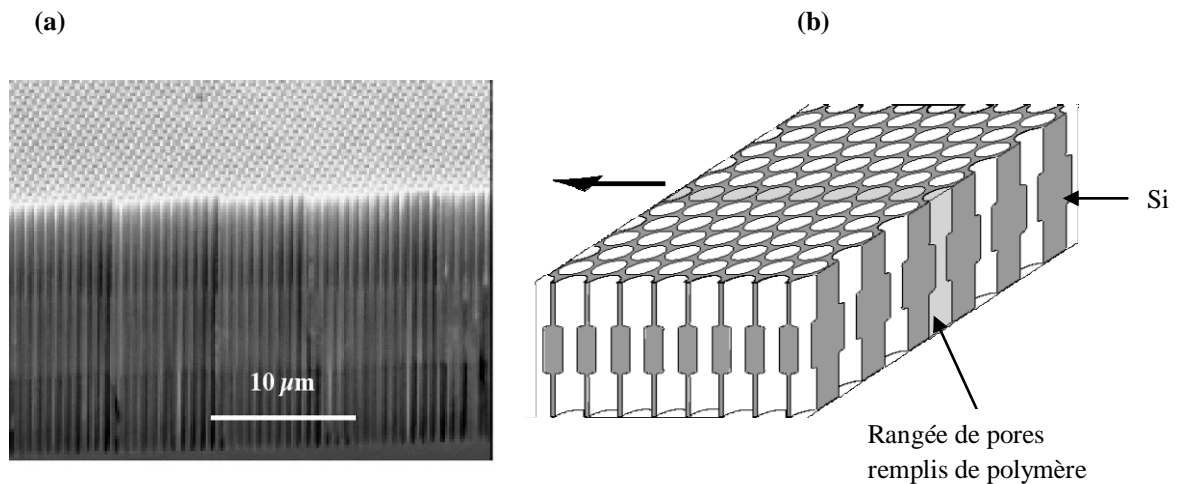 (a)
(b)
10 µm
Si
Rangée de pores
remplis de polymère